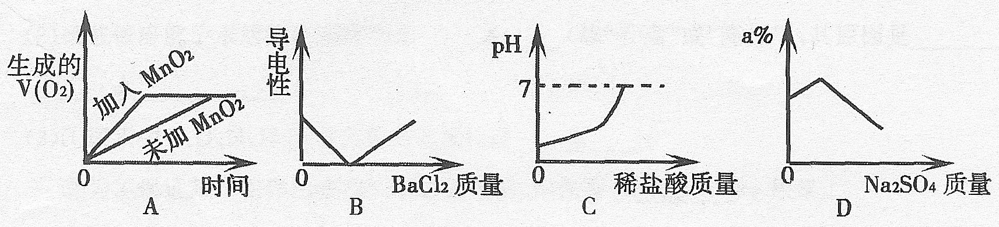 生成的
V(O₂)
加入 MnO₂
未加 MnO₂
0
时间
A
导电性
0
BaCl₂ 质量
B
pH
7
0
稀盐酸质量
C
a%
0
Na₂SO₄ 质量
D